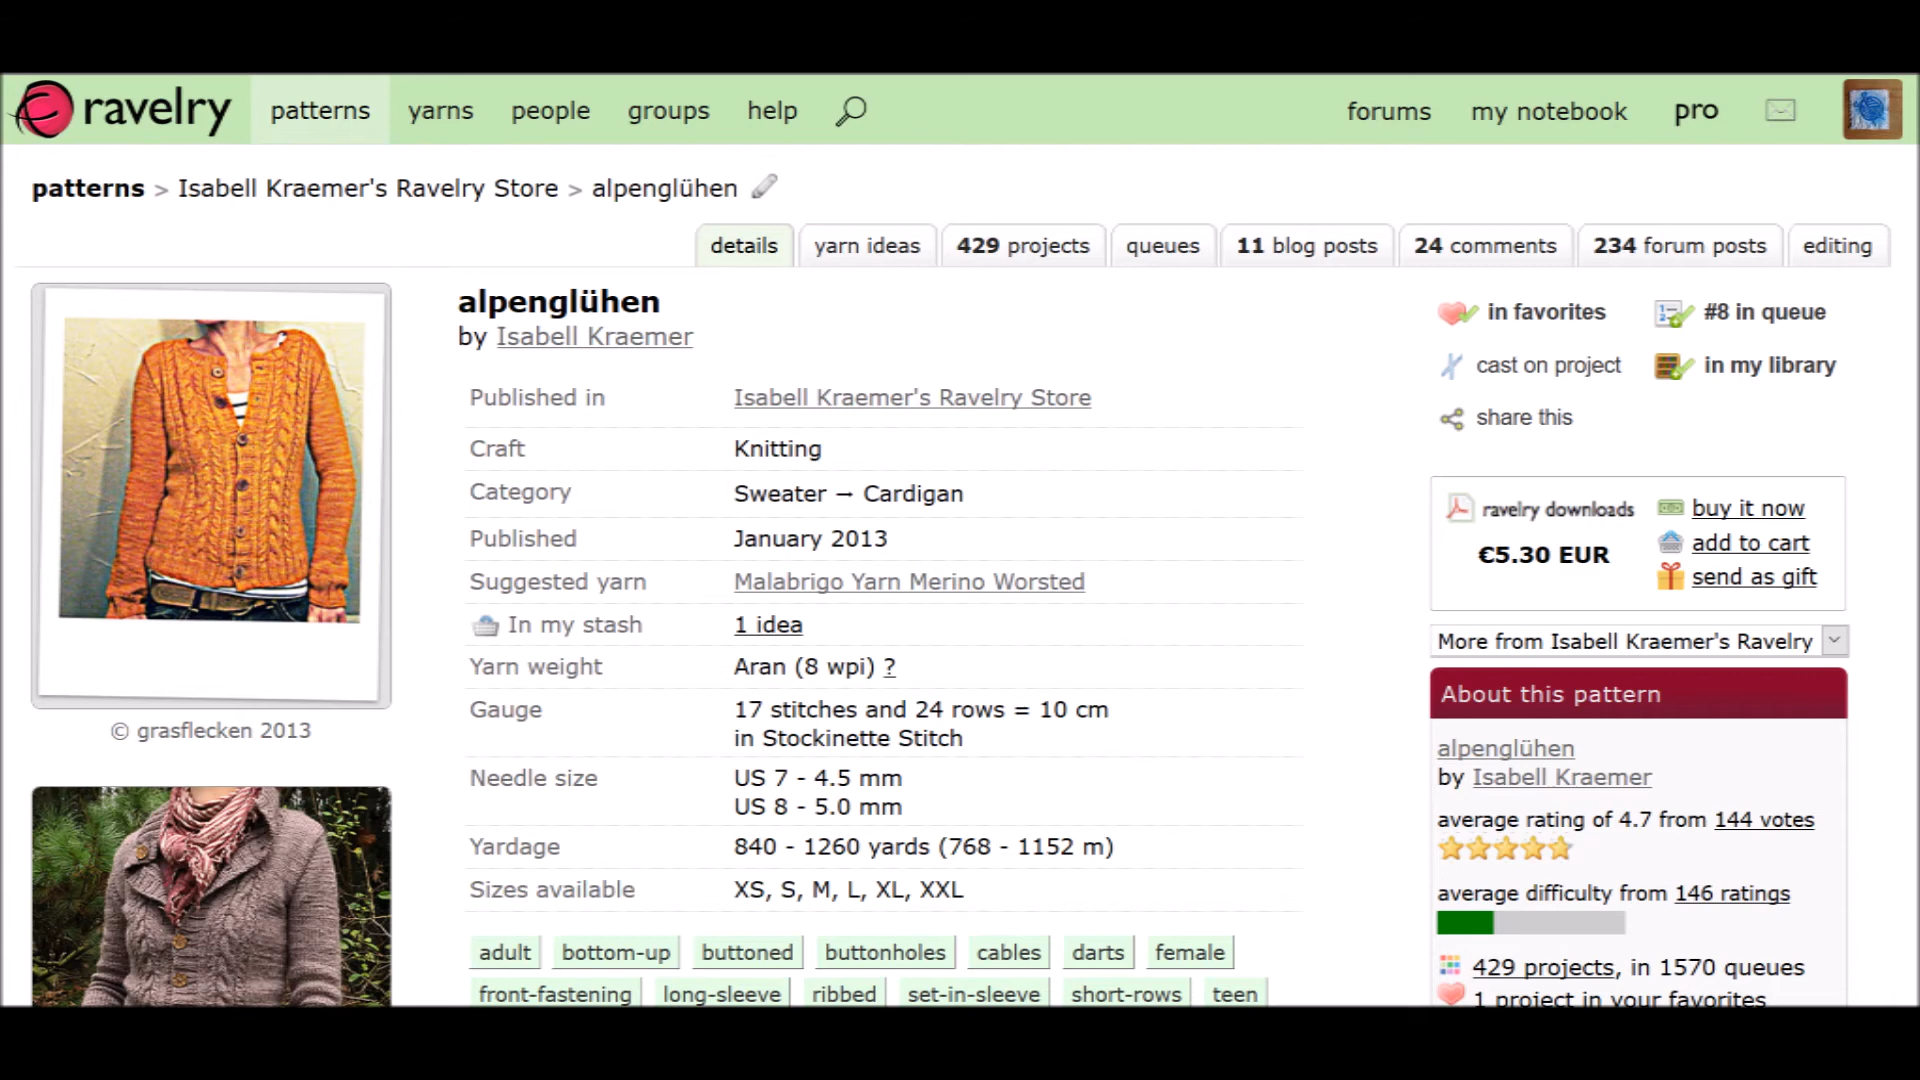 ravelry patterns yarns people groups help forums my notebook pro
patterns > Isabell Kraemer's Ravelry Store > alpenglühen
details yarn ideas 429 projects queues 11 blog posts 24 comments 234 forum posts editing
alpenglühen
by Isabell Kraemer
Published in Isabell Kraemer's Ravelry Store
Craft Knitting
Category Sweater → Cardigan
Published January 2013
Suggested yarn Malabrigo Yarn Merino Worsted
In my stash 1 idea
Yarn weight Aran (8 wpi) ?
Gauge 17 stitches and 24 rows = 10 cm
in Stockinette Stitch
Needle size US 7 - 4.5 mm
US 8 - 5.0 mm
Yardage 840 - 1260 yards (768 - 1152 m)
Sizes available XS, S, M, L, XL, XXL
adult bottom-up buttoned buttonholes cables darts female
front-fastening long-sleeve ribbed set-in-sleeve short-rows teen
© grasflecken 2013
in favorites #8 in queue
cast on project in my library
share this
ravelry downloads buy it now
€5.30 EUR add to cart
send as gift
More from Isabell Kraemer's Ravelry
About this pattern
alpenglühen
by Isabell Kraemer
average rating of 4.7 from 144 votes
average difficulty from 146 ratings
429 projects, in 1570 queues
1 project in your favorites